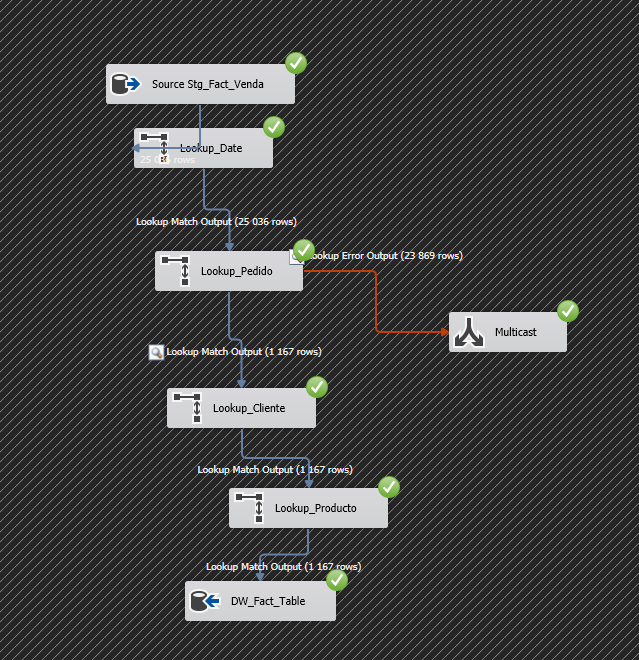 Source Stg_Fact_Venda
Lookup_Date
25 036 rows
Lookup Match Output (25 036 rows)
Lookup Error Output (23 869 rows)
Lookup_Pedido
Multicast
Lookup Match Output (1 167 rows)
Lookup_Cliente
Lookup Match Output (1 167 rows)
Lookup_Producto
Lookup Match Output (1 167 rows)
DW_Fact_Table